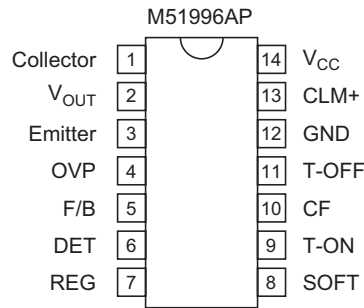 M51996AP
Collector 1 14 VCC
VOUT 2 13 CLM+
Emitter 3 12 GND
OVP 4 11 T-OFF
F/B 5 10 CF
DET 6 9 T-ON
REG 7 8 SOFT